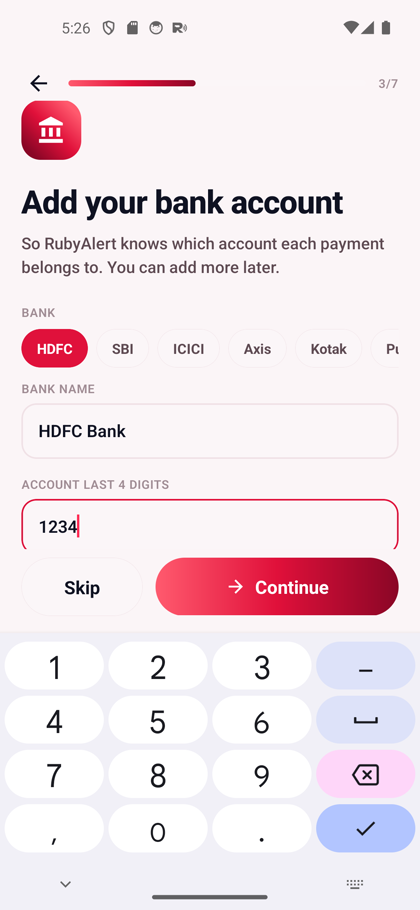 5:26
3/7
Add your bank account
So RubyAlert knows which account each payment
belongs to. You can add more later.
BANK
HDFC SBI ICICI Axis Kotak Pu
BANK NAME
HDFC Bank
ACCOUNT LAST 4 DIGITS
1234
Skip → Continue
1 2 3 –
4 5 6
7 8 9
, 0 .